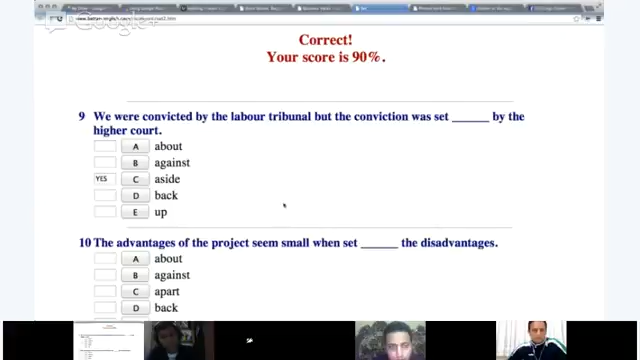 Correct!
Your score is 90%.
9 We were convicted by the labour tribunal but the conviction was set ______ by the
higher court.
A about
B against
YES C aside
D back
E up
10 The advantages of the project seem small when set ______ the disadvantages.
A about
B against
C apart
D back